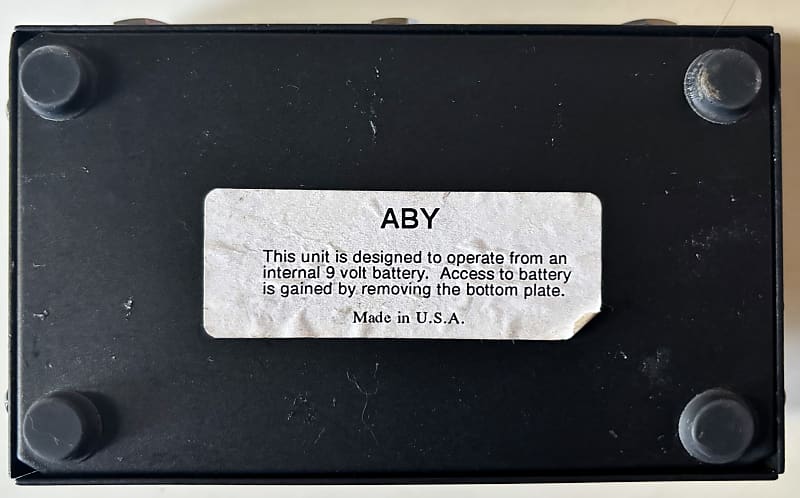 ABY
This unit is designed to operate from an
internal 9 volt battery. Access to battery
is gained by removing the bottom plate.
Made in U.S.A.